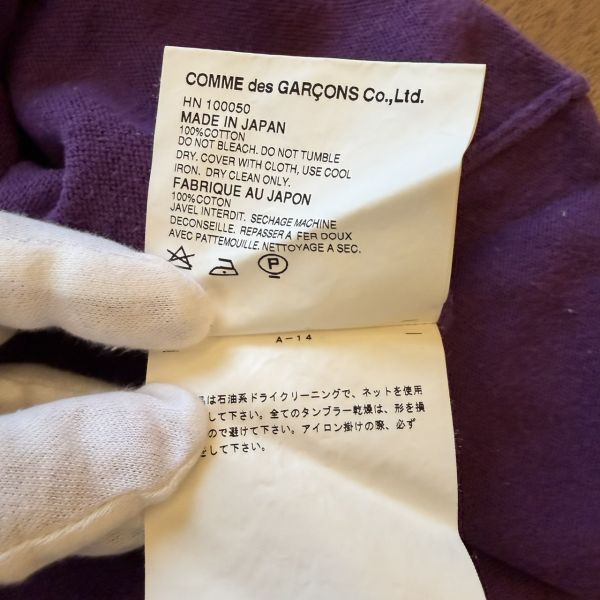 COMME des GARÇONS Co.,Ltd.
HN 100050
MADE IN JAPAN
100%COTTON
DO NOT BLEACH. DO NOT TUMBLE
DRY. COVER WITH CLOTH, USE COOL
IRON. DRY CLEAN ONLY.
FABRIQUE AU JAPON
100%COTTON
JAVEL INTERDIT. SECHAGE MACHINE
DECONSEILLE. REPASSER A FER DOUX
AVEC PATTEMOUILLE. NETTOYAGE A SEC.
P
A-14
は石油系ドライクリーニングで、ネットを使用
して下さい。全てのタンブラー乾燥は、形を損
ので避けて下さい。アイロン掛けの際、必ず
をして下さい。